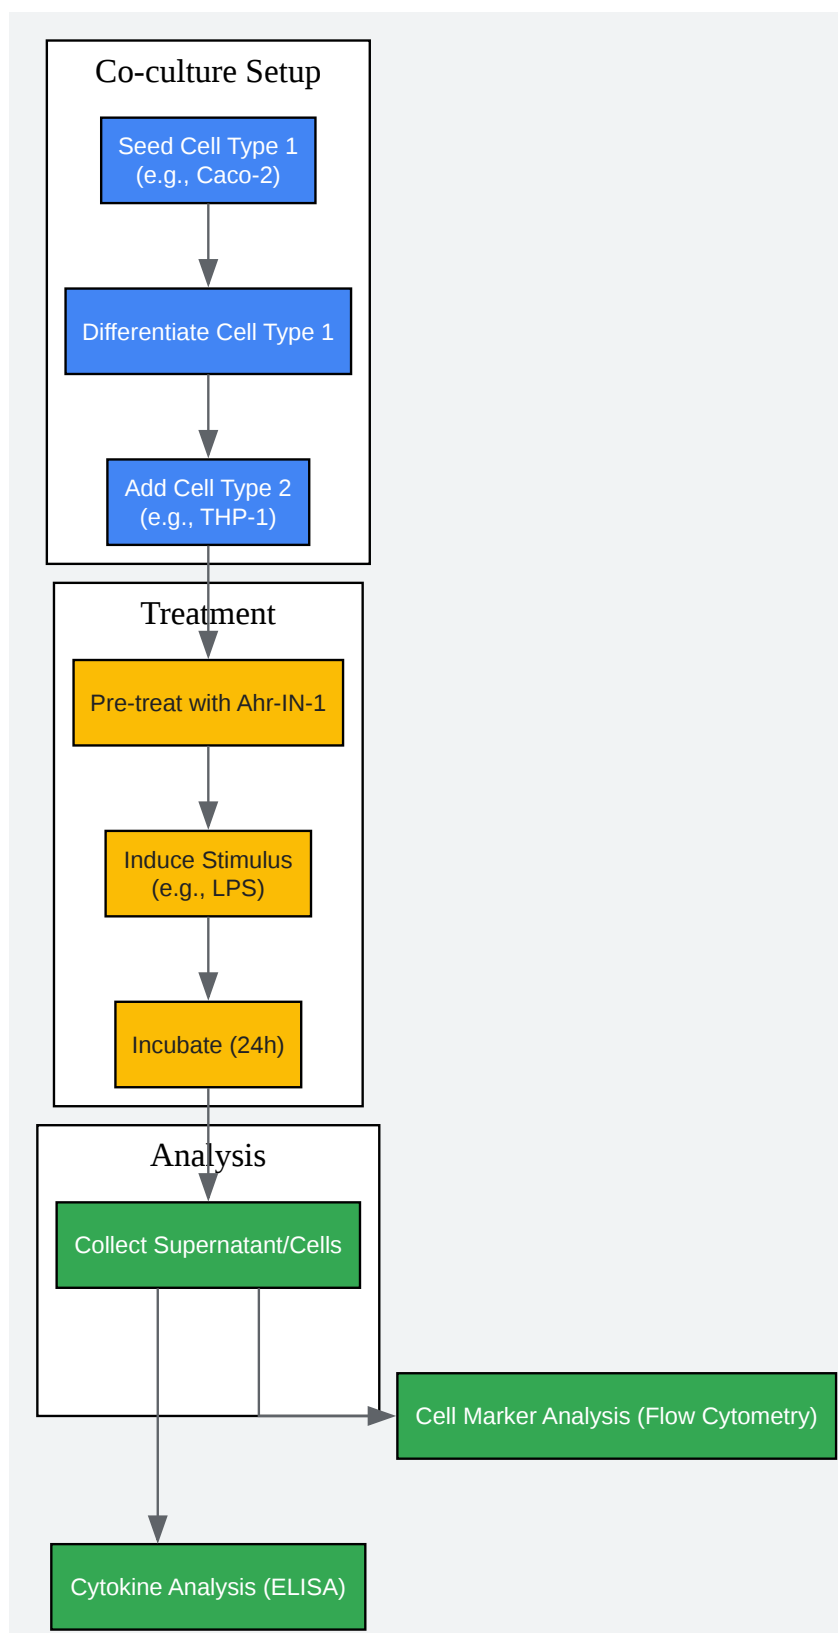 Co-culture Setup
Seed Cell Type 1
(e.g., Caco-2)
Differentiate Cell Type 1
Add Cell Type 2
(e.g., THP-1)
Treatment
Pre-treat with Ahr-IN-1
Induce Stimulus
(e.g., LPS)
Incubate (24h)
Analysis
Collect Supernatant/Cells
Cell Marker Analysis (Flow Cytometry)
Cytokine Analysis (ELISA)